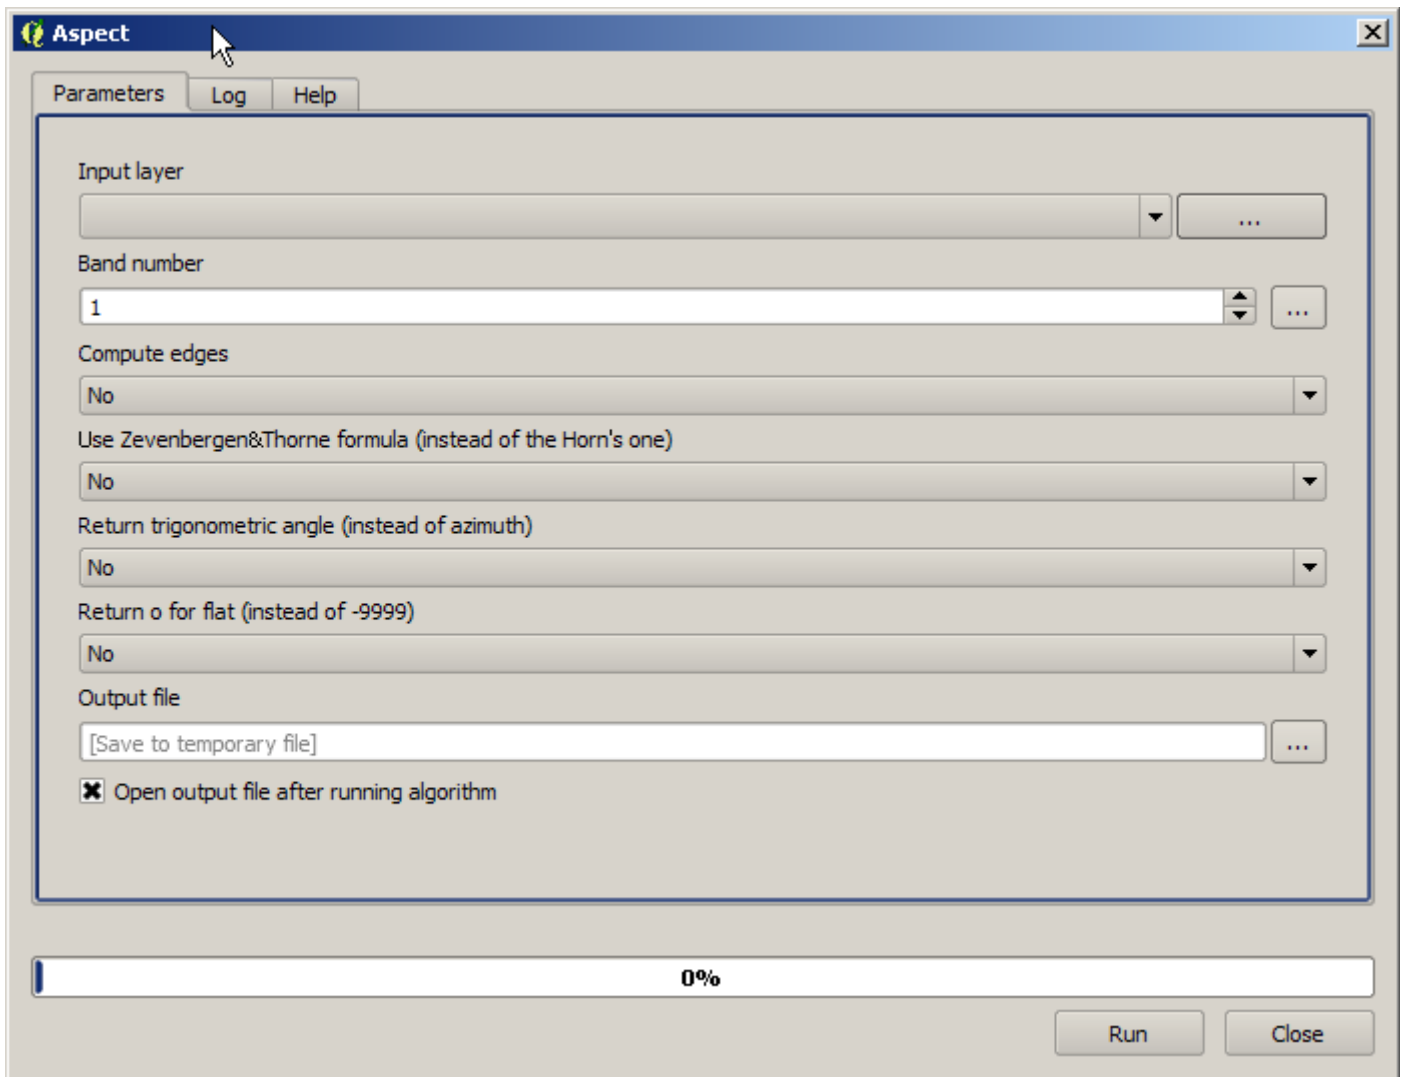 Aspect
Parameters Log Help
Input layer
...
Band number
1 ...
Compute edges
No
Use Zevenbergen&Thorne formula (instead of the Horn's one)
No
Return trigonometric angle (instead of azimuth)
No
Return o for flat (instead of -9999)
No
Output file
[Save to temporary file] ...
Open output file after running algorithm
0%
Run Close